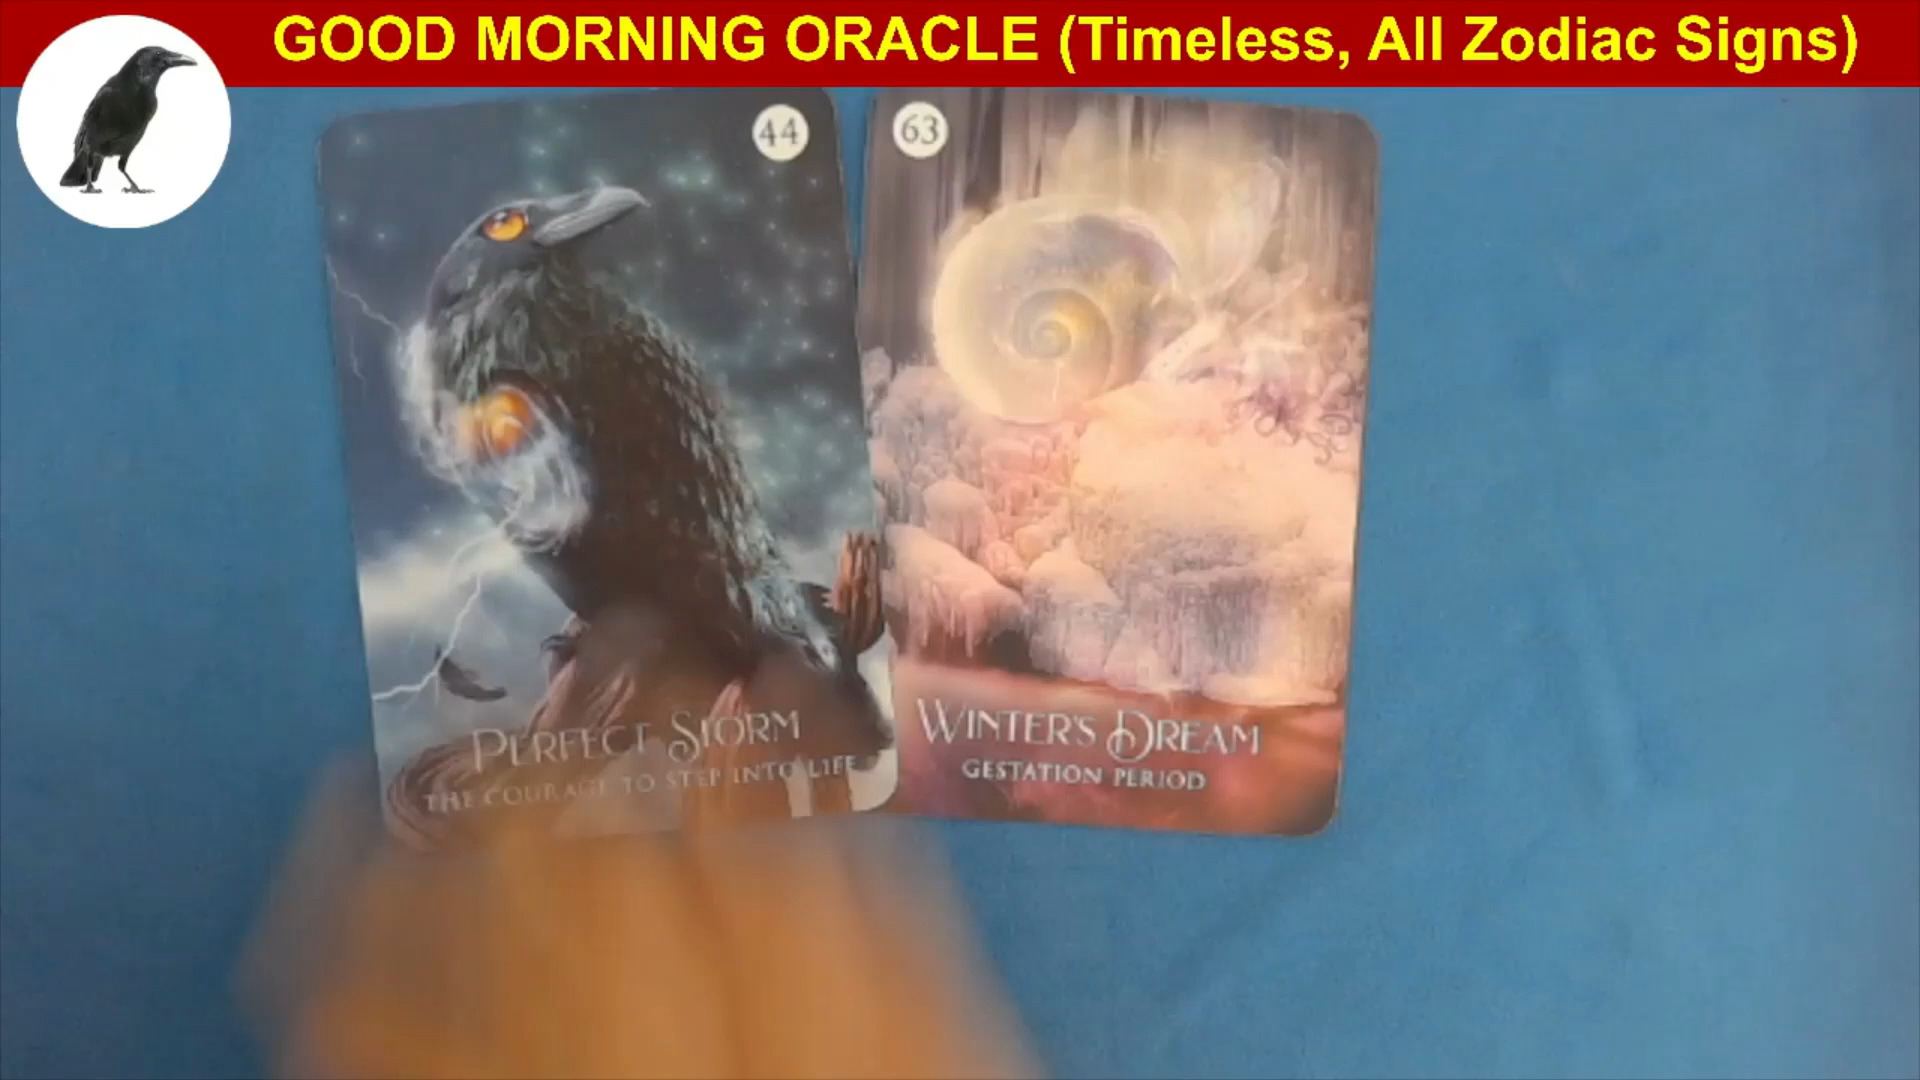 GOOD MORNING ORACLE (Timeless, All Zodiac Signs)
44
63
PERFECT STORM
THE COURAGE TO STEP INTO LIFE
WINTER'S DREAM
GESTATION PERIOD